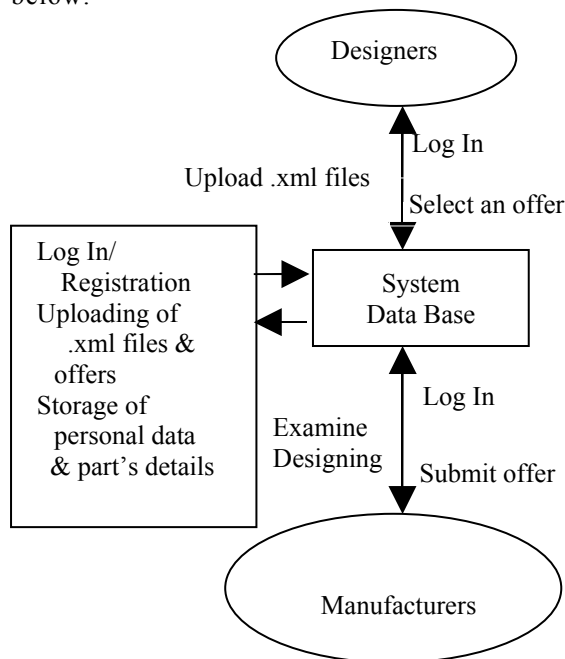 below.
Designers
Log In
Upload .xml files
Select an offer
Log In/
Registration
Uploading of
.xml files &
offers
Storage of
personal data
& part's details
System
Data Base
Log In
Examine
Designing
Submit offer
Manufacturers